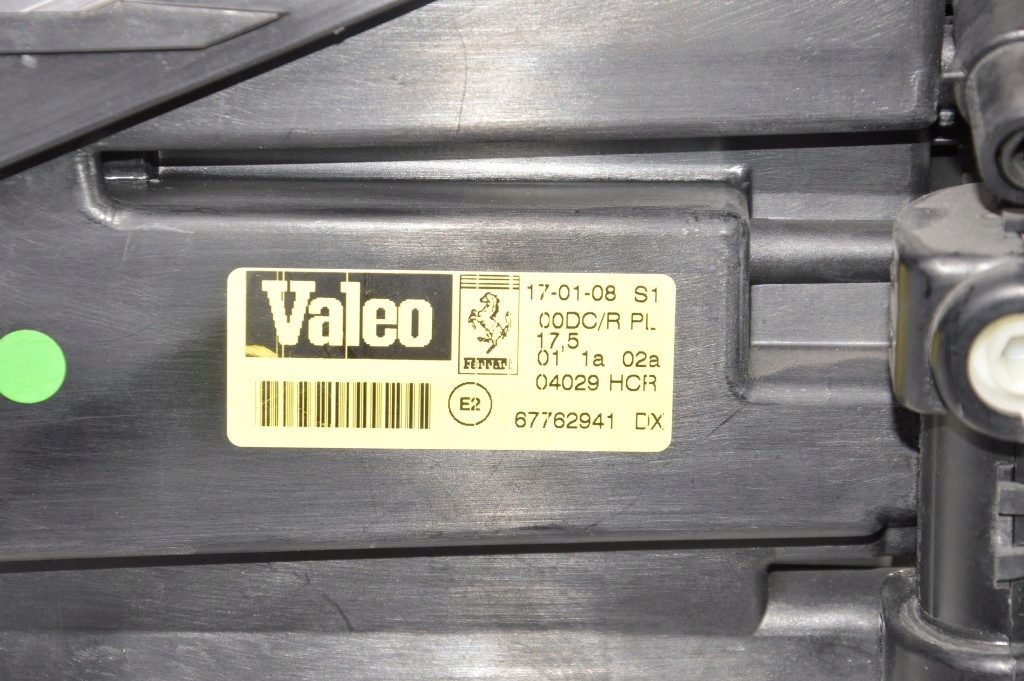 Valeo
Ferrari
17-01-08 S1
00DC/R PL
17,5
01 1a 02a
04029 HCR
E2
67762941 DX